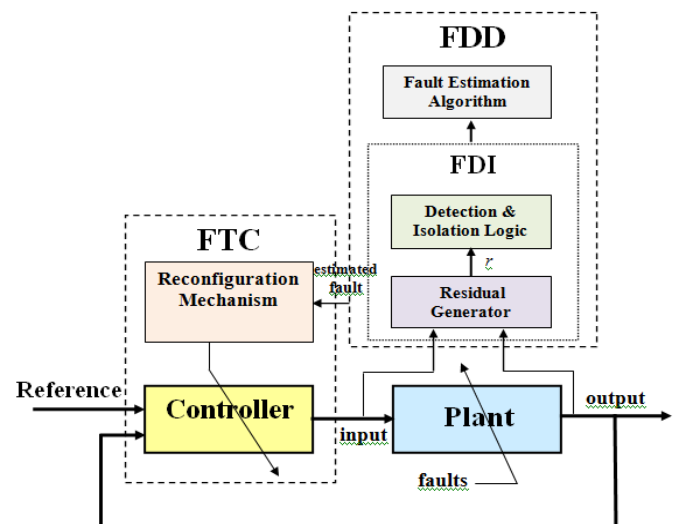 FDD
Fault Estimation
Algorithm
FDI
Detection &
Isolation Logic
r
Residual
Generator
FTC
Reconfiguration
Mechanism
estimated
fault
Reference
Controller
input
Plant
output
faults